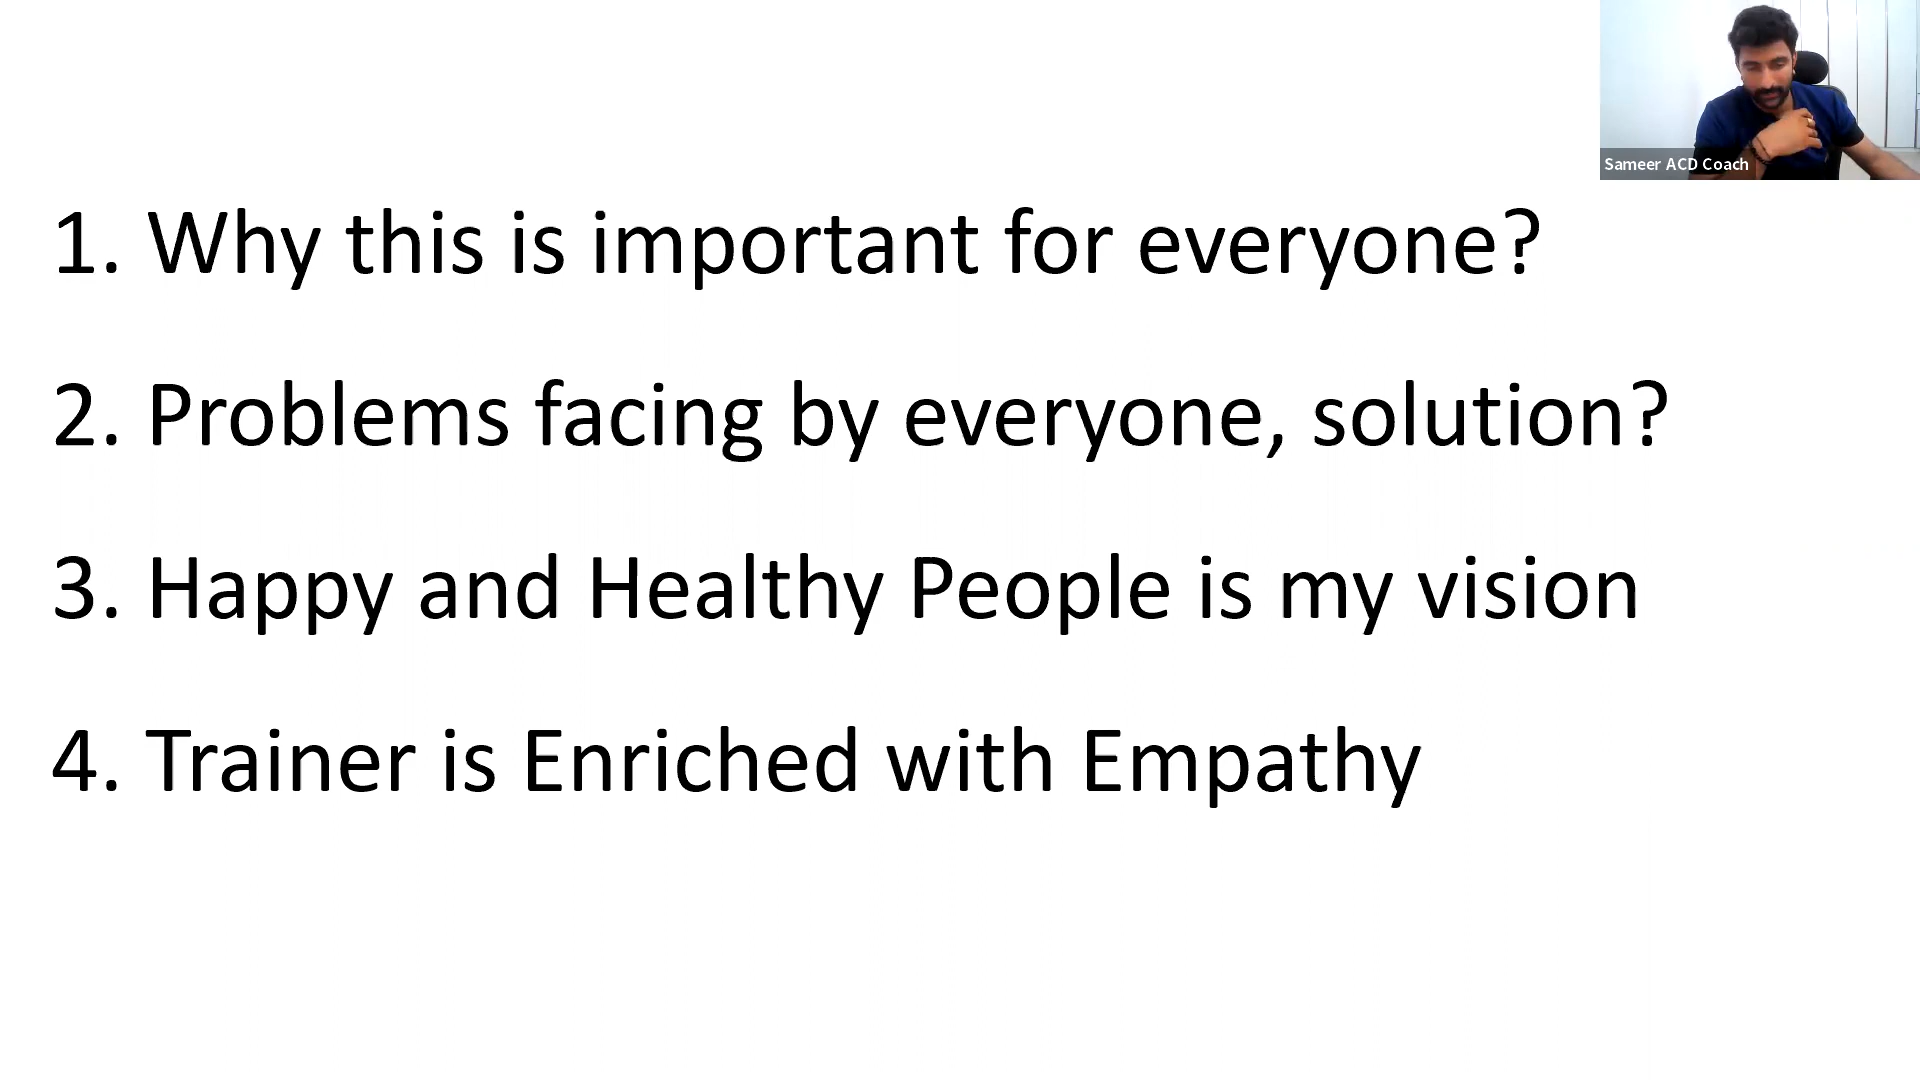 Sameer ACD Coach
1. Why this is important for everyone?
2. Problems facing by everyone, solution?
3. Happy and Healthy People is my vision
4. Trainer is Enriched with Empathy